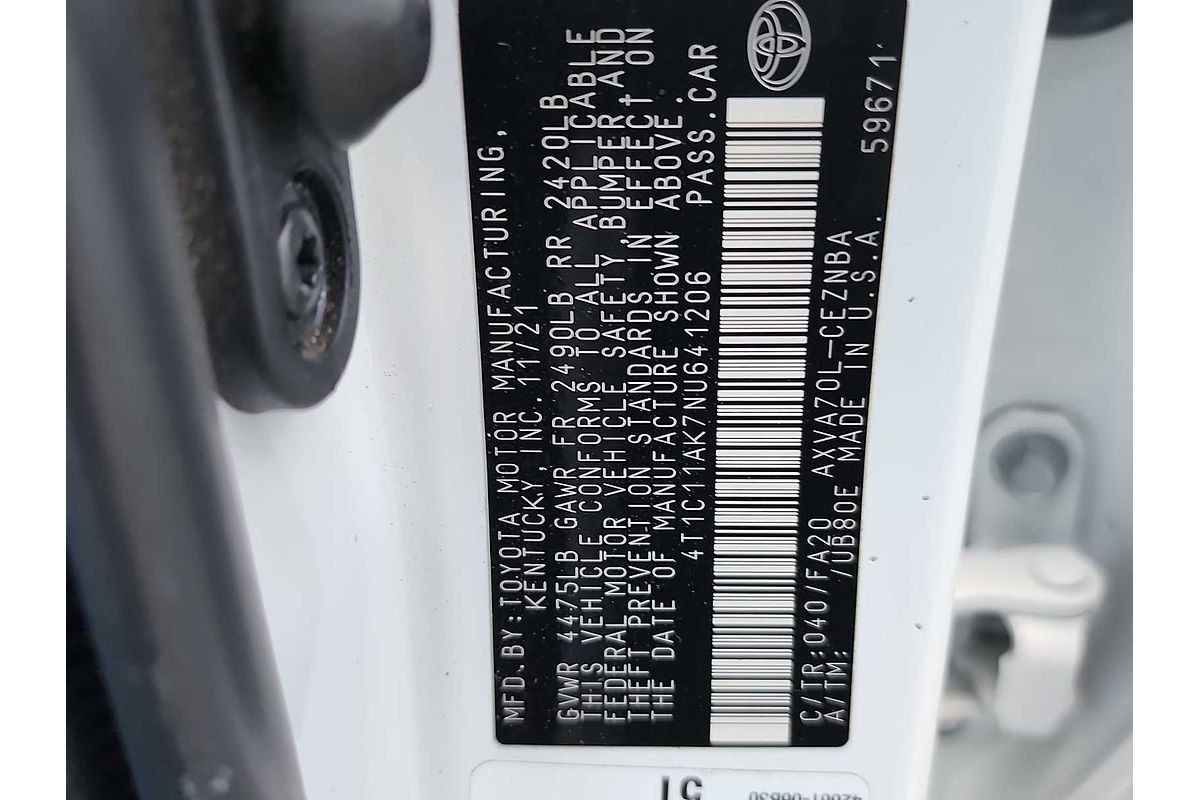 MFD.BY:TOYOTA MOTOR MANUFACTURING,
KENTUCKY, INC. 11/21
GVWR 4475LB GAWR FR 2490LB RR 2420LB
THIS VEHICLE CONFORMS TO ALL APPLICABLE
FEDERAL MOTOR VEHICLE SAFETY, BUMPER, AND
THEFT PREVENTION STANDARDS IN EFFECT ON
THE DATE OF MANUFACTURE SHOWN ABOVE.
4T1C11AK7NU641206 PASS.CAR
C/TR:040/FA20 AXVA70L-CEZNBA
A/TM: /UB80E MADE IN U.S.A. 59671
51